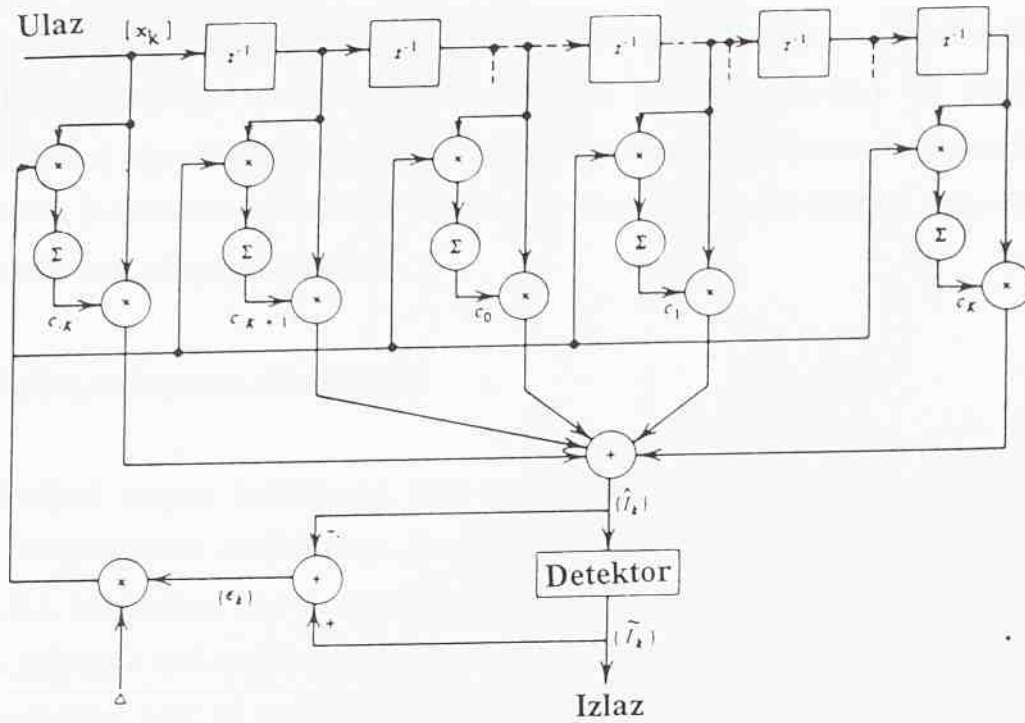 Ulaz
[x_k]
z⁻¹ z⁻¹ z⁻¹ z⁻¹ z⁻¹
× × × × ×
Σ Σ Σ Σ Σ
× × × × ×
c_-K c_-K+1 c_0 c_1 c_K
+
{Î_k}
-
× + Detektor
{ε_k}
+
{Ĩ_k}
Δ
Izlaz